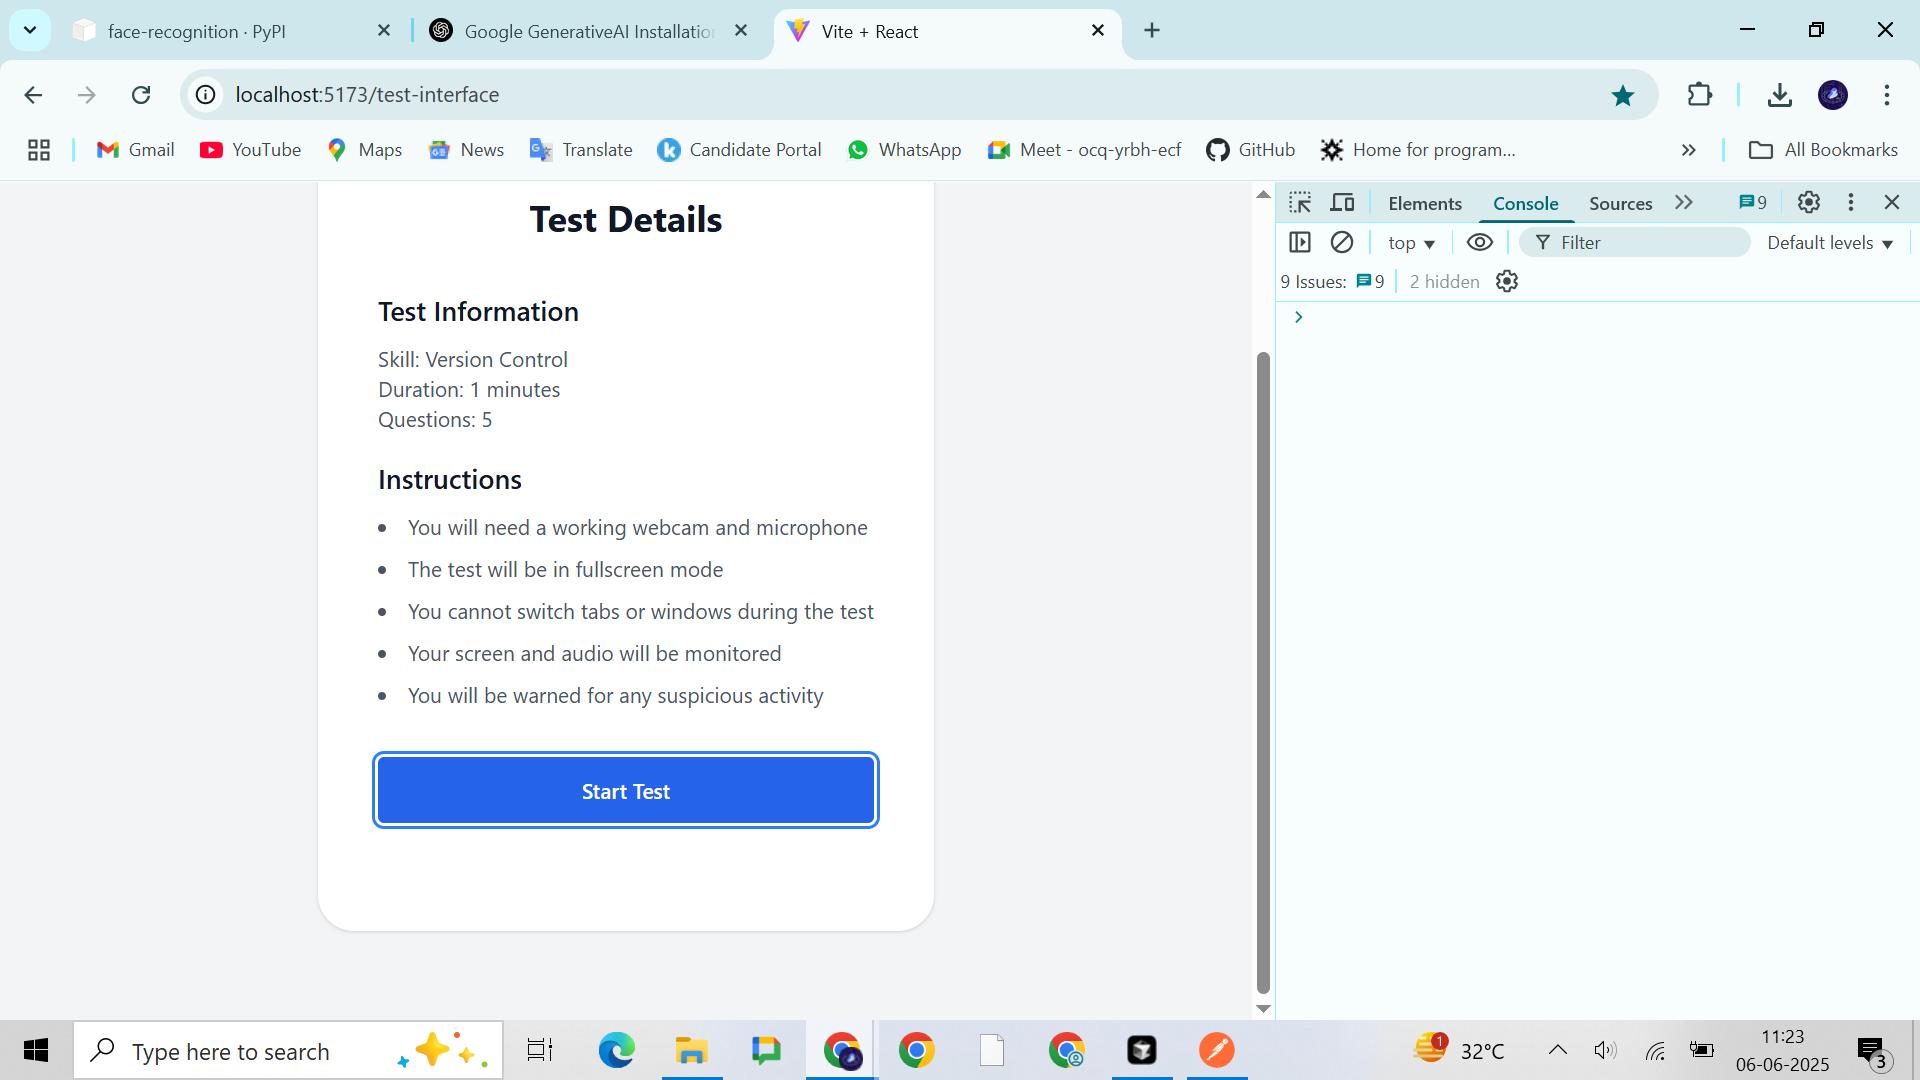 face-recognition · PyPI
Google GenerativeAI Installatio
Vite + React
localhost:5173/test-interface
Gmail
YouTube
Maps
News
Translate
Candidate Portal
WhatsApp
Meet - ocq-yrbh-ecf
GitHub
Home for program...
All Bookmarks
Test Details
Test Information
Skill: Version Control
Duration: 1 minutes
Questions: 5
Instructions
• You will need a working webcam and microphone
• The test will be in fullscreen mode
• You cannot switch tabs or windows during the test
• Your screen and audio will be monitored
• You will be warned for any suspicious activity
Start Test
Elements Console Sources 9
top Filter Default levels
9 Issues: 9 2 hidden
Type here to search
1
32°C
11:23
06-06-2025
3